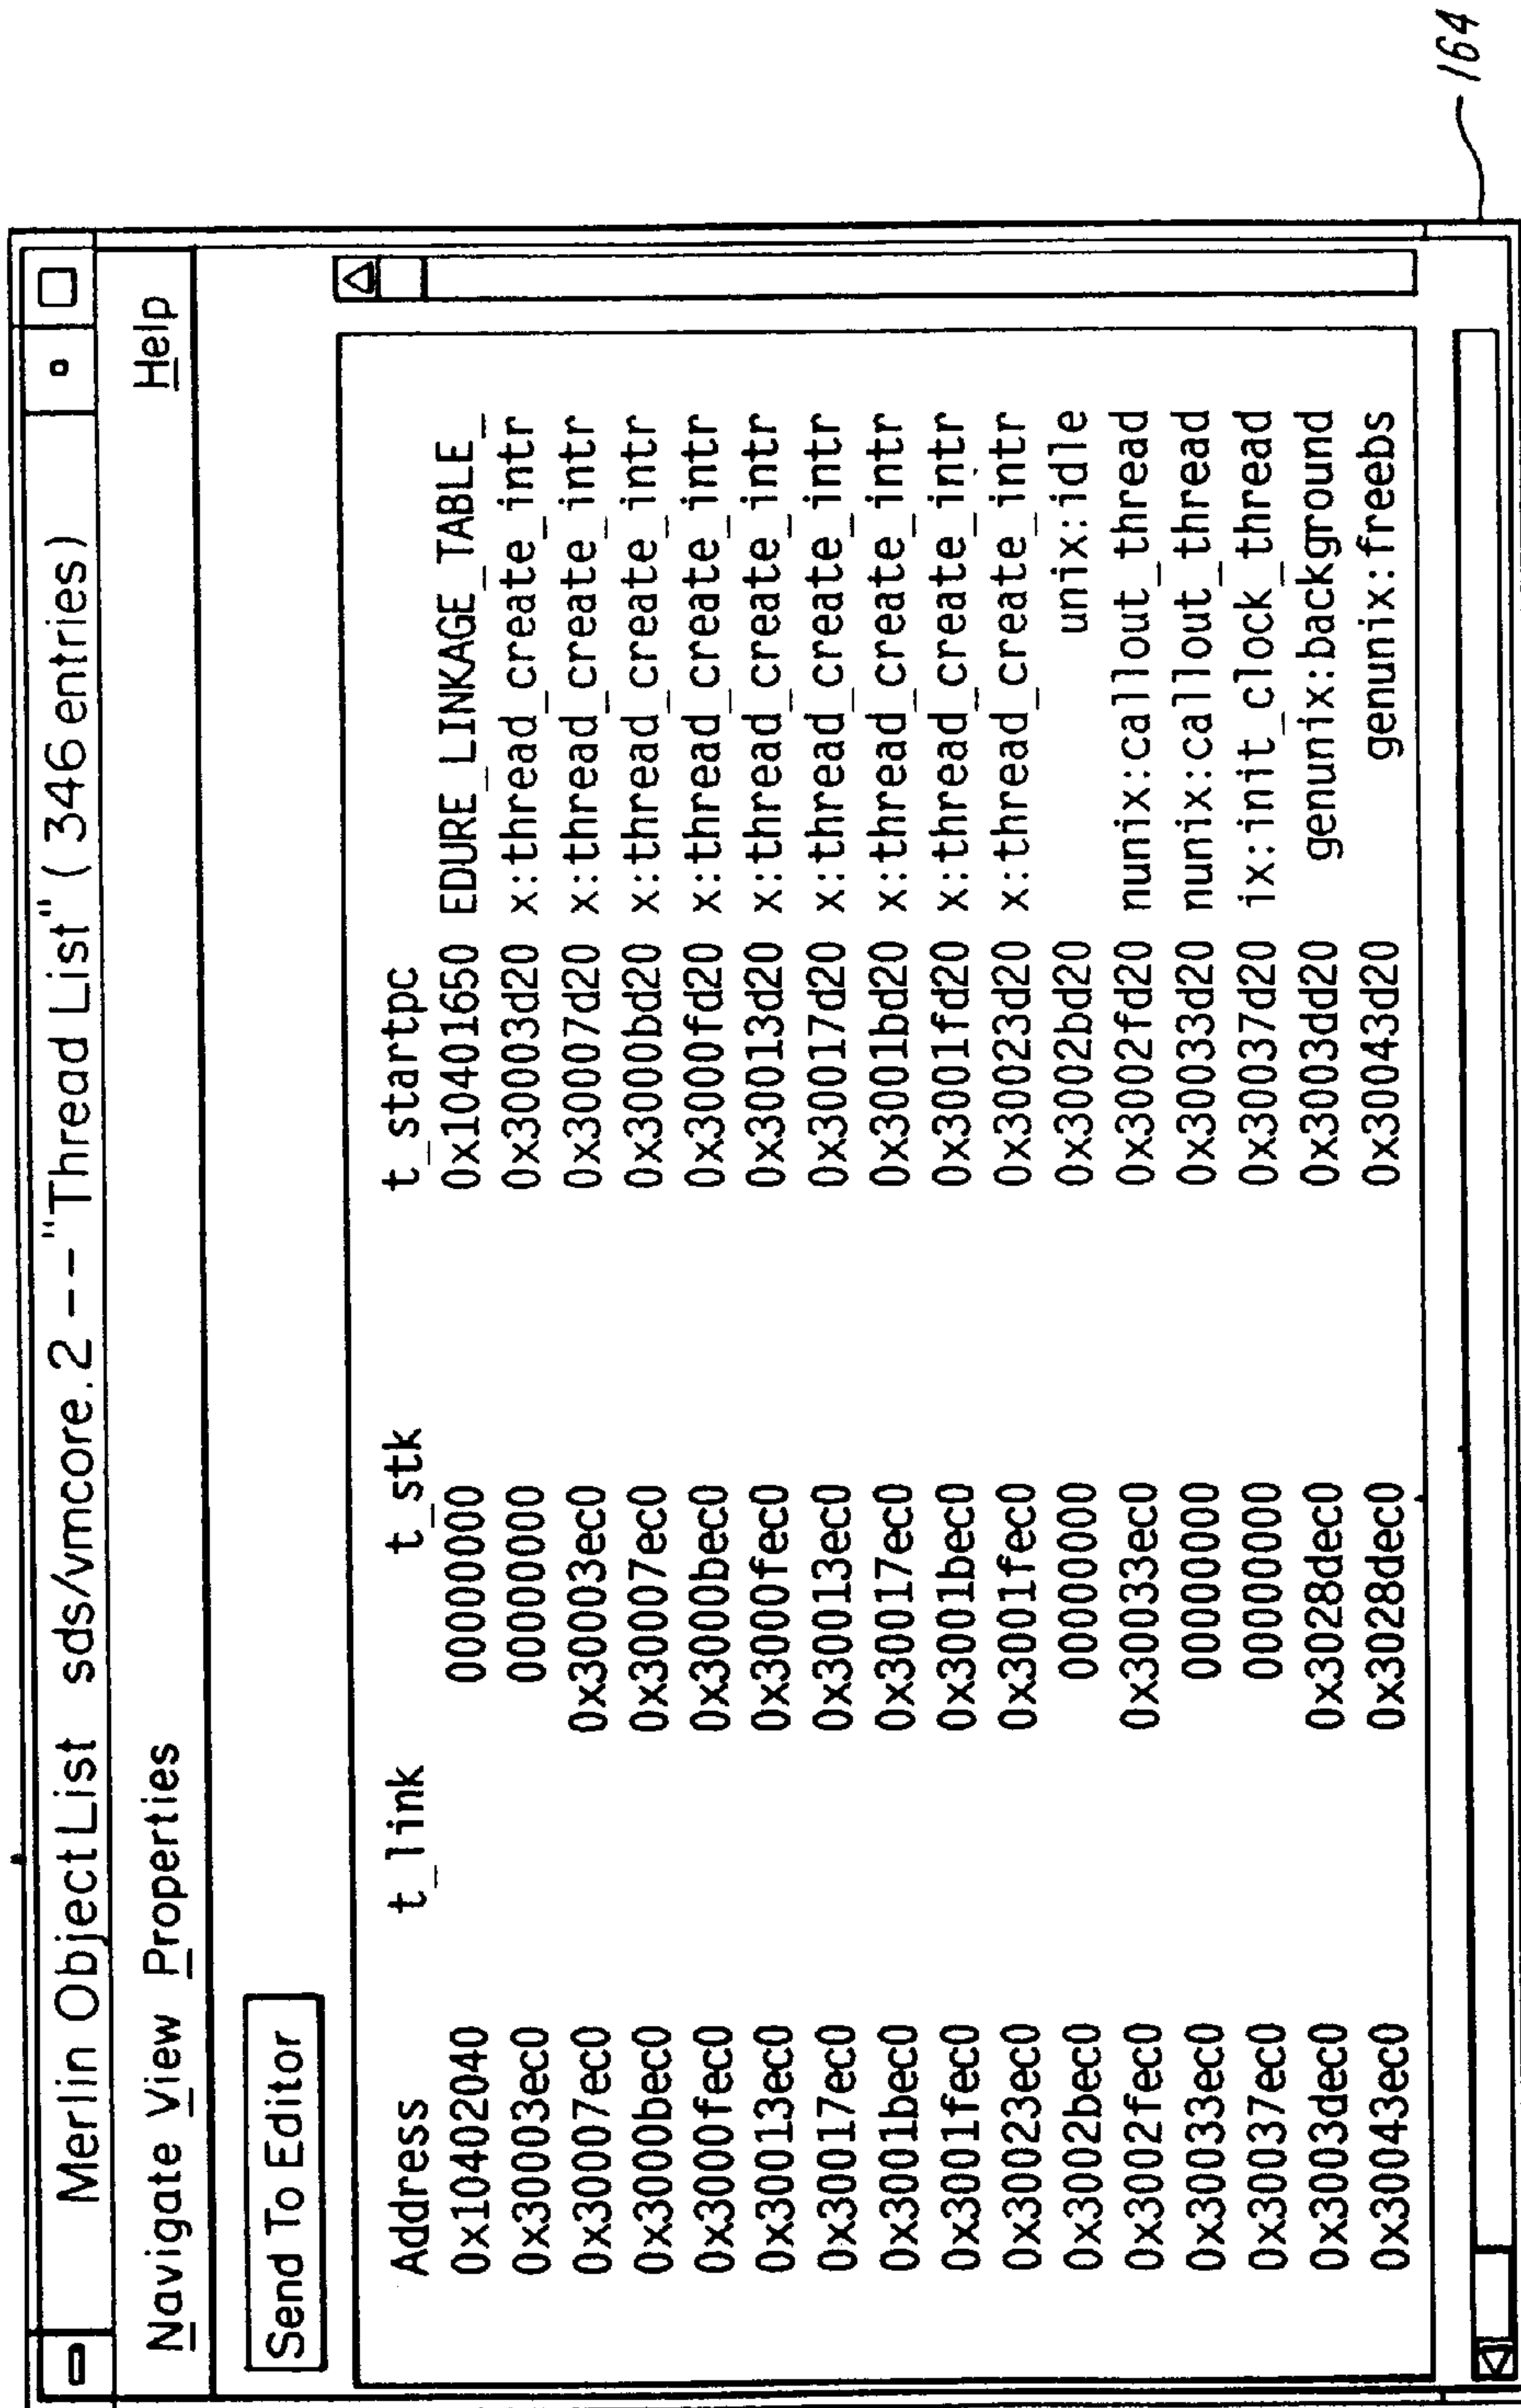 Merlin ObjectList sds/vmcore.2 --"Thread List" (346 entries)
Navigate View Properties Help
Send To Editor
Address t_link t_stk t_startpc
0x10402040 00000000 0x10401650 EDURE_LINKAGE_TABLE_
0x30003ec0 00000000 0x30003d20 x:thread_create_intr
0x30007ec0 0x30003ec0 0x30007d20 x:thread_create_intr
0x3000bec0 0x30007ec0 0x3000bd20 x:thread_create_intr
0x3000fec0 0x3000bec0 0x3000fd20 x:thread_create_intr
0x30013ec0 0x3000fec0 0x30013d20 x:thread_create_intr
0x30017ec0 0x30013ec0 0x30017d20 x:thread_create_intr
0x3001bec0 0x30017ec0 0x3001bd20 x:thread_create_intr
0x3001fec0 0x3001bec0 0x3001fd20 x:thread_create_intr
0x30023ec0 0x3001fec0 0x30023d20 x:thread_create_intr
0x3002bec0 00000000 0x3002bd20 unix:idle
0x3002fec0 0x30033ec0 0x3002fd20 nunix:callout_thread
0x30033ec0 00000000 0x30033d20 nunix:callout_thread
0x30037ec0 00000000 0x30037d20 ix:init_clock_thread
0x3003dec0 0x3028dec0 0x3003dd20 genunix:background
0x30043ec0 0x3028dec0 0x30043d20 genunix:freebs
164